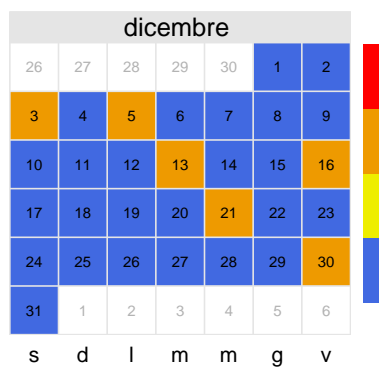 dicembre
26 27 28 29 30 1 2
3 4 5 6 7 8 9
10 11 12 13 14 15 16
17 18 19 20 21 22 23
24 25 26 27 28 29 30
31 1 2 3 4 5 6
s d l m m g v